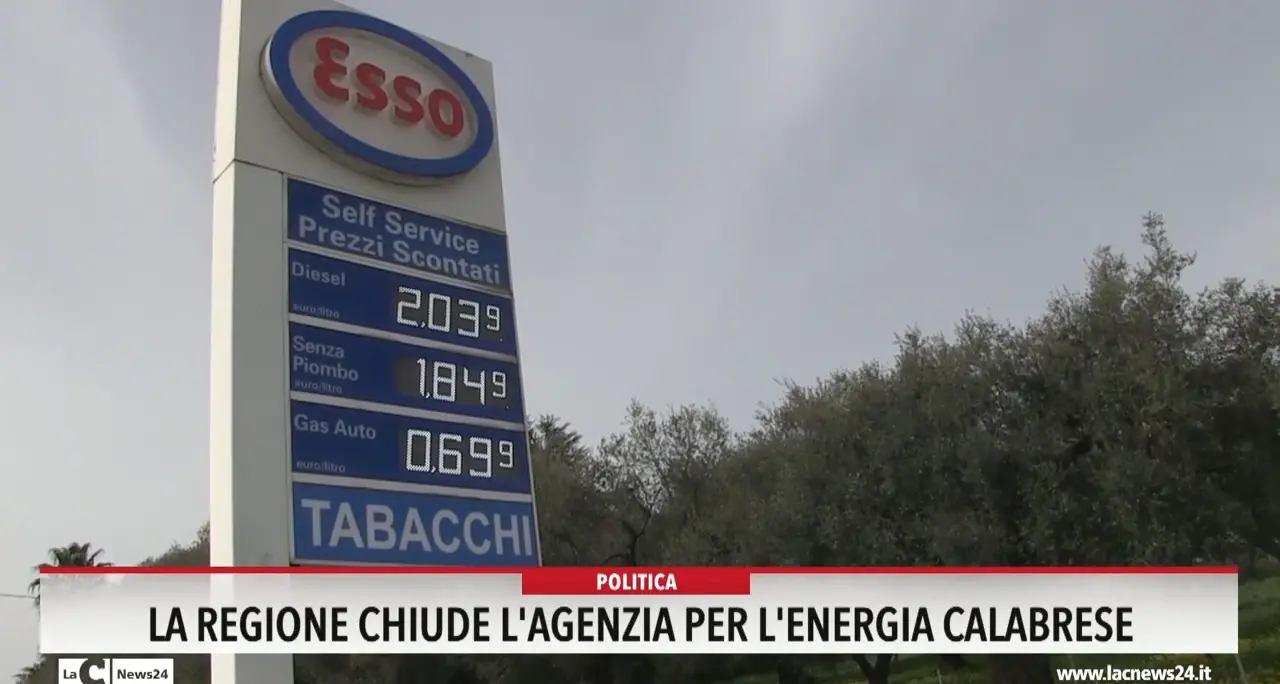 Esso
Self Service
Prezzi Scontati
Diesel
euro/litro
2,039
Senza
Piombo
euro/litro
1,849
Gas Auto
euro/litro
0,699
TABACCHI
POLITICA
LA REGIONE CHIUDE L'AGENZIA PER L'ENERGIA CALABRESE
LaC News24
www.lacnews24.it